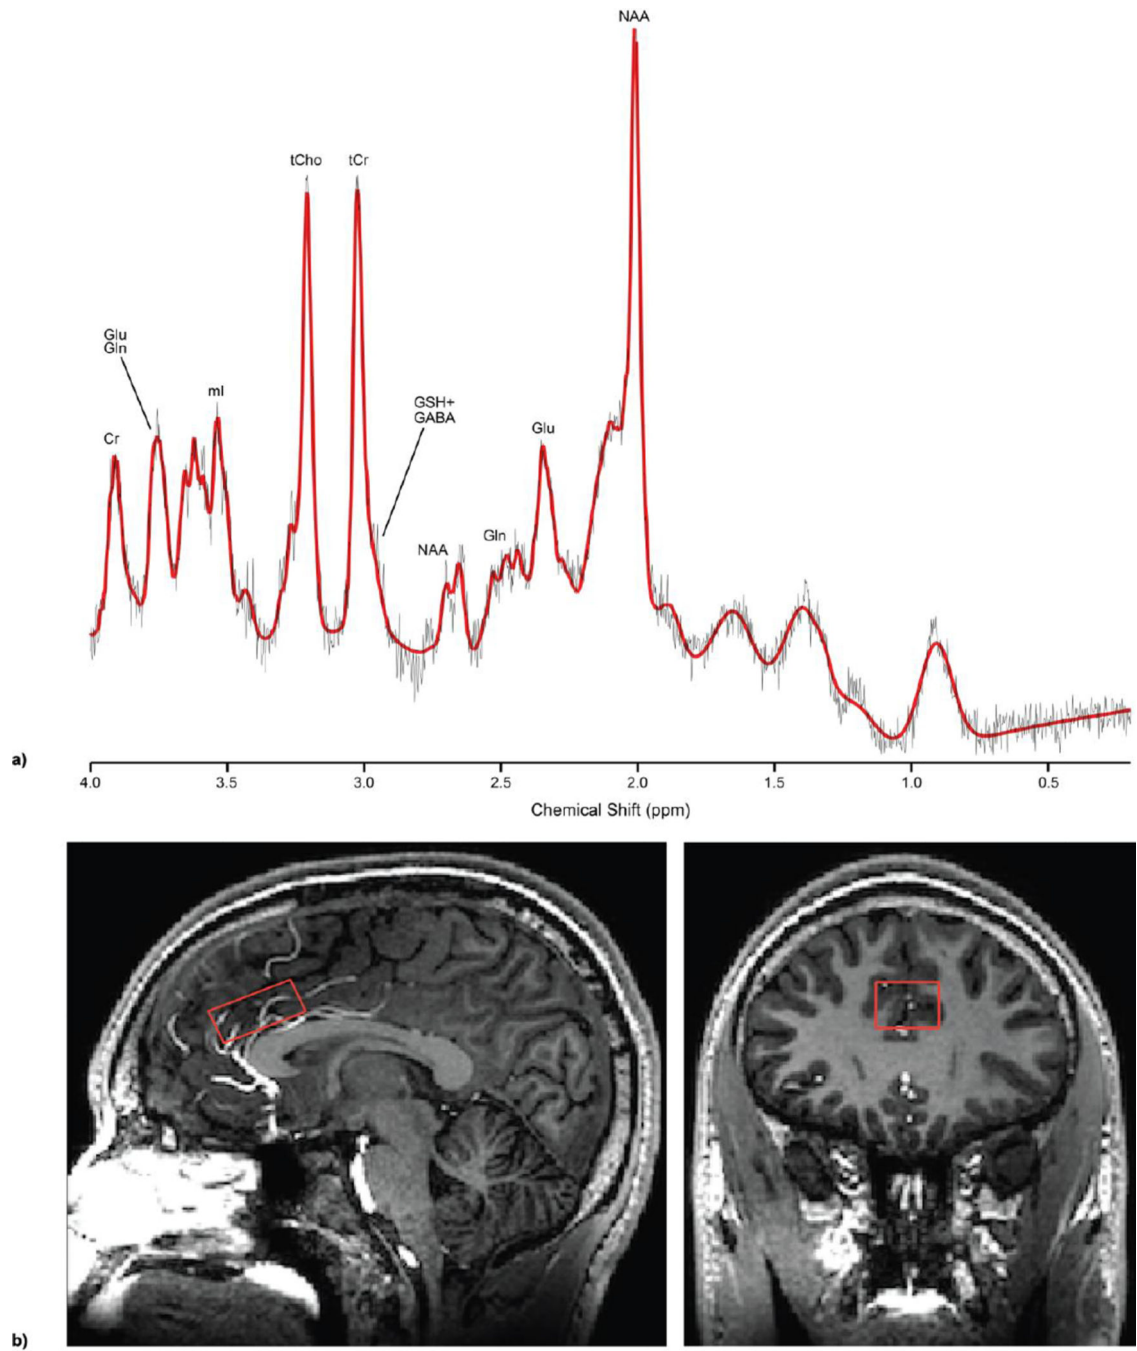 NAA
tCho
tCr
Glu
Gln
mI
Cr
GSH+
GABA
Glu
Gln
NAA
a)
4.0
3.5
3.0
2.5
2.0
1.5
1.0
0.5
Chemical Shift (ppm)
b)